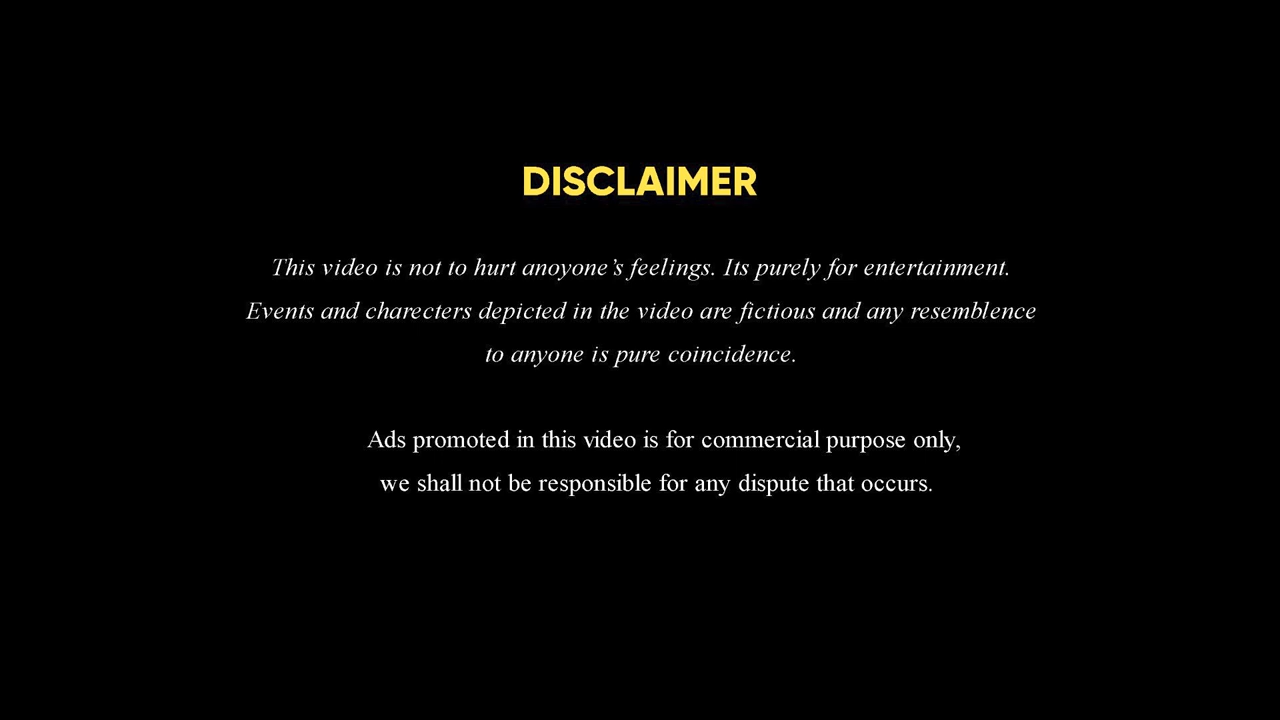 DISCLAIMER
This video is not to hurt anoyone’s feelings. Its purely for entertainment.
Events and charecters depicted in the video are fictious and any resemblence
to anyone is pure coincidence.
Ads promoted in this video is for commercial purpose only,
we shall not be responsible for any dispute that occurs.